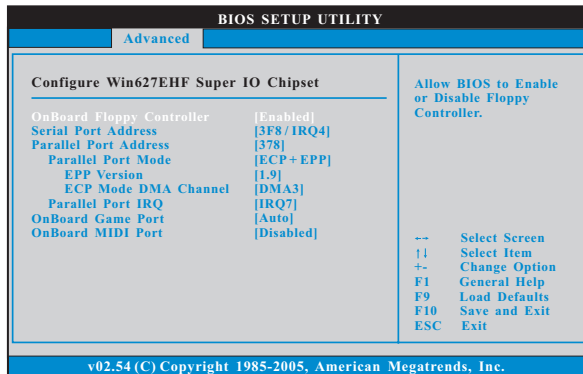 BIOS SETUP UTILITY
Advanced
Configure Win627EHF Super IO Chipset
OnBoard Floppy Controller [Enabled]
Serial Port Address [3F8 / IRQ4]
Parallel Port Address [378]
Parallel Port Mode [ECP + EPP]
EPP Version [1.9]
ECP Mode DMA Channel [DMA3]
Parallel Port IRQ [IRQ7]
OnBoard Game Port [Auto]
OnBoard MIDI Port [Disabled]
Allow BIOS to Enable
or Disable Floppy
Controller.
←→ Select Screen
↑↓ Select Item
+- Change Option
F1 General Help
F9 Load Defaults
F10 Save and Exit
ESC Exit
v02.54 (C) Copyright 1985-2005, American Megatrends, Inc.